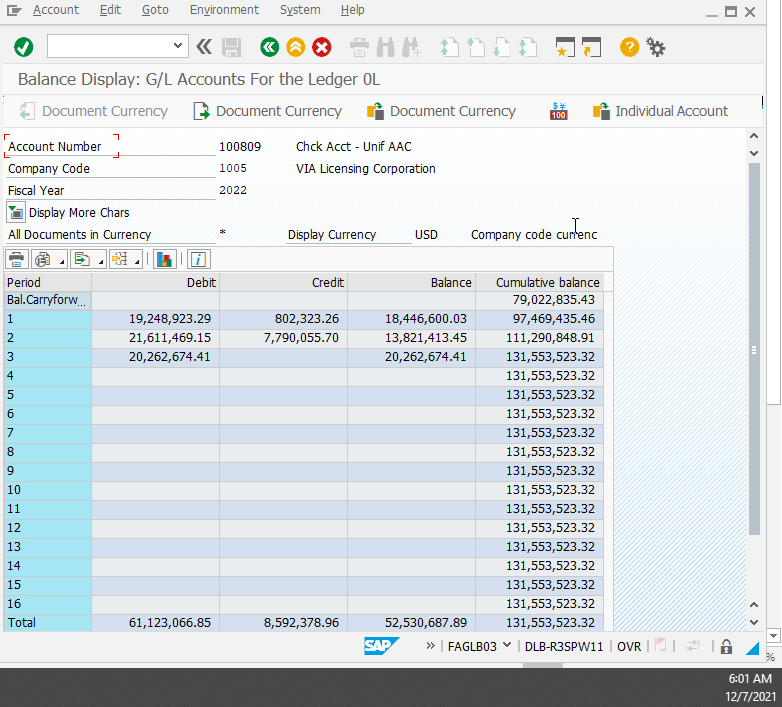 Account Edit Goto Environment System Help
Balance Display: G/L Accounts For the Ledger 0L
Document Currency Document Currency Document Currency Individual Account
Account Number 100809 Chck Acct - Unif AAC
Company Code 1005 VIA Licensing Corporation
Fiscal Year 2022
Display More Chars
All Documents in Currency * Display Currency USD Company code currenc
Period Debit Credit Balance Cumulative balance
Bal.Carryforw... 79,022,835.43
1 19,248,923.29 802,323.26 18,446,600.03 97,469,435.46
2 21,611,469.15 7,790,055.70 13,821,413.45 111,290,848.91
3 20,262,674.41 20,262,674.41 131,553,523.32
4 131,553,523.32
5 131,553,523.32
6 131,553,523.32
7 131,553,523.32
8 131,553,523.32
9 131,553,523.32
10 131,553,523.32
11 131,553,523.32
12 131,553,523.32
13 131,553,523.32
14 131,553,523.32
15 131,553,523.32
16 131,553,523.32
Total 61,123,066.85 8,592,378.96 52,530,687.89 131,553,523.32
SAP » FAGLB03 DLB-R3SPW11 OVR
%
6:01 AM
12/7/2021